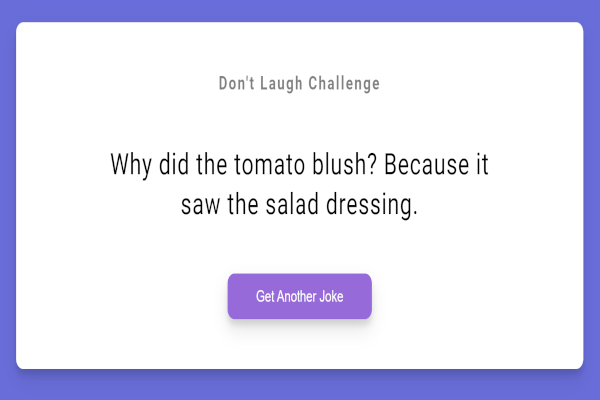 Don't Laugh Challenge
Why did the tomato blush? Because it
saw the salad dressing.
Get Another Joke